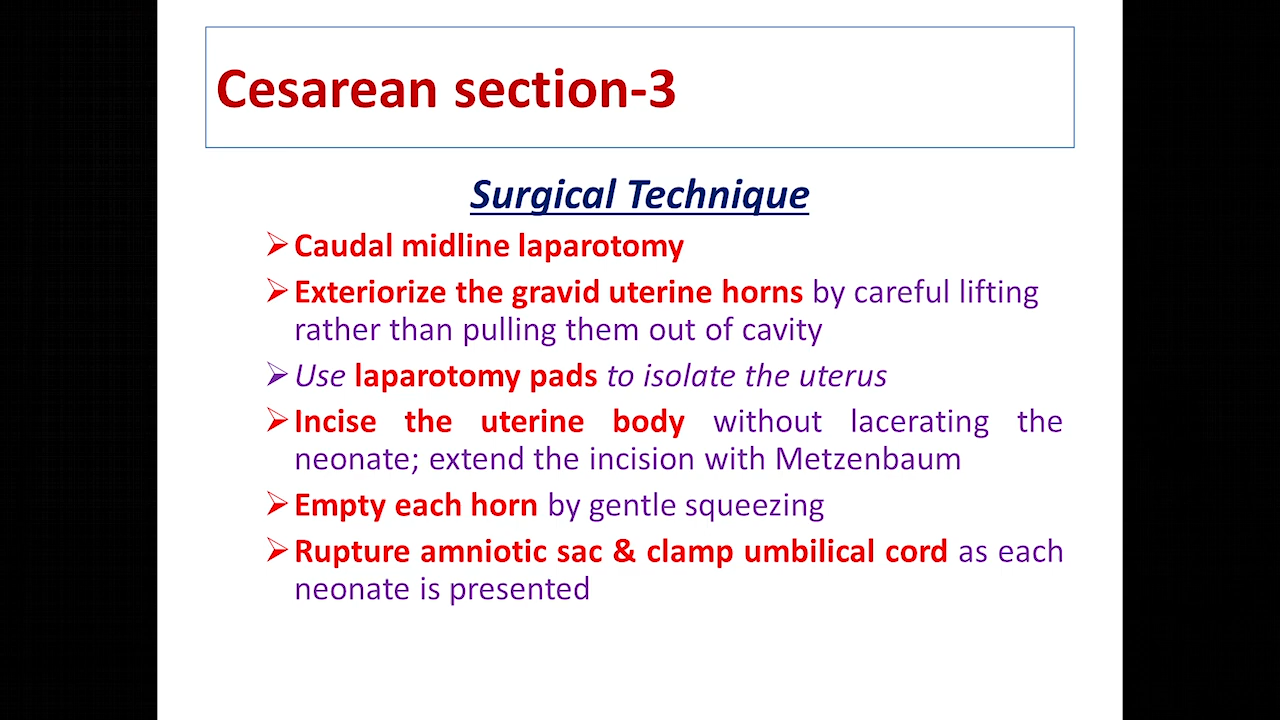 Cesarean section-3
Surgical Technique
➢Caudal midline laparotomy
➢Exteriorize the gravid uterine horns by careful lifting
rather than pulling them out of cavity
➢Use laparotomy pads to isolate the uterus
➢Incise the uterine body without lacerating the
neonate; extend the incision with Metzenbaum
➢Empty each horn by gentle squeezing
➢Rupture amniotic sac & clamp umbilical cord as each
neonate is presented